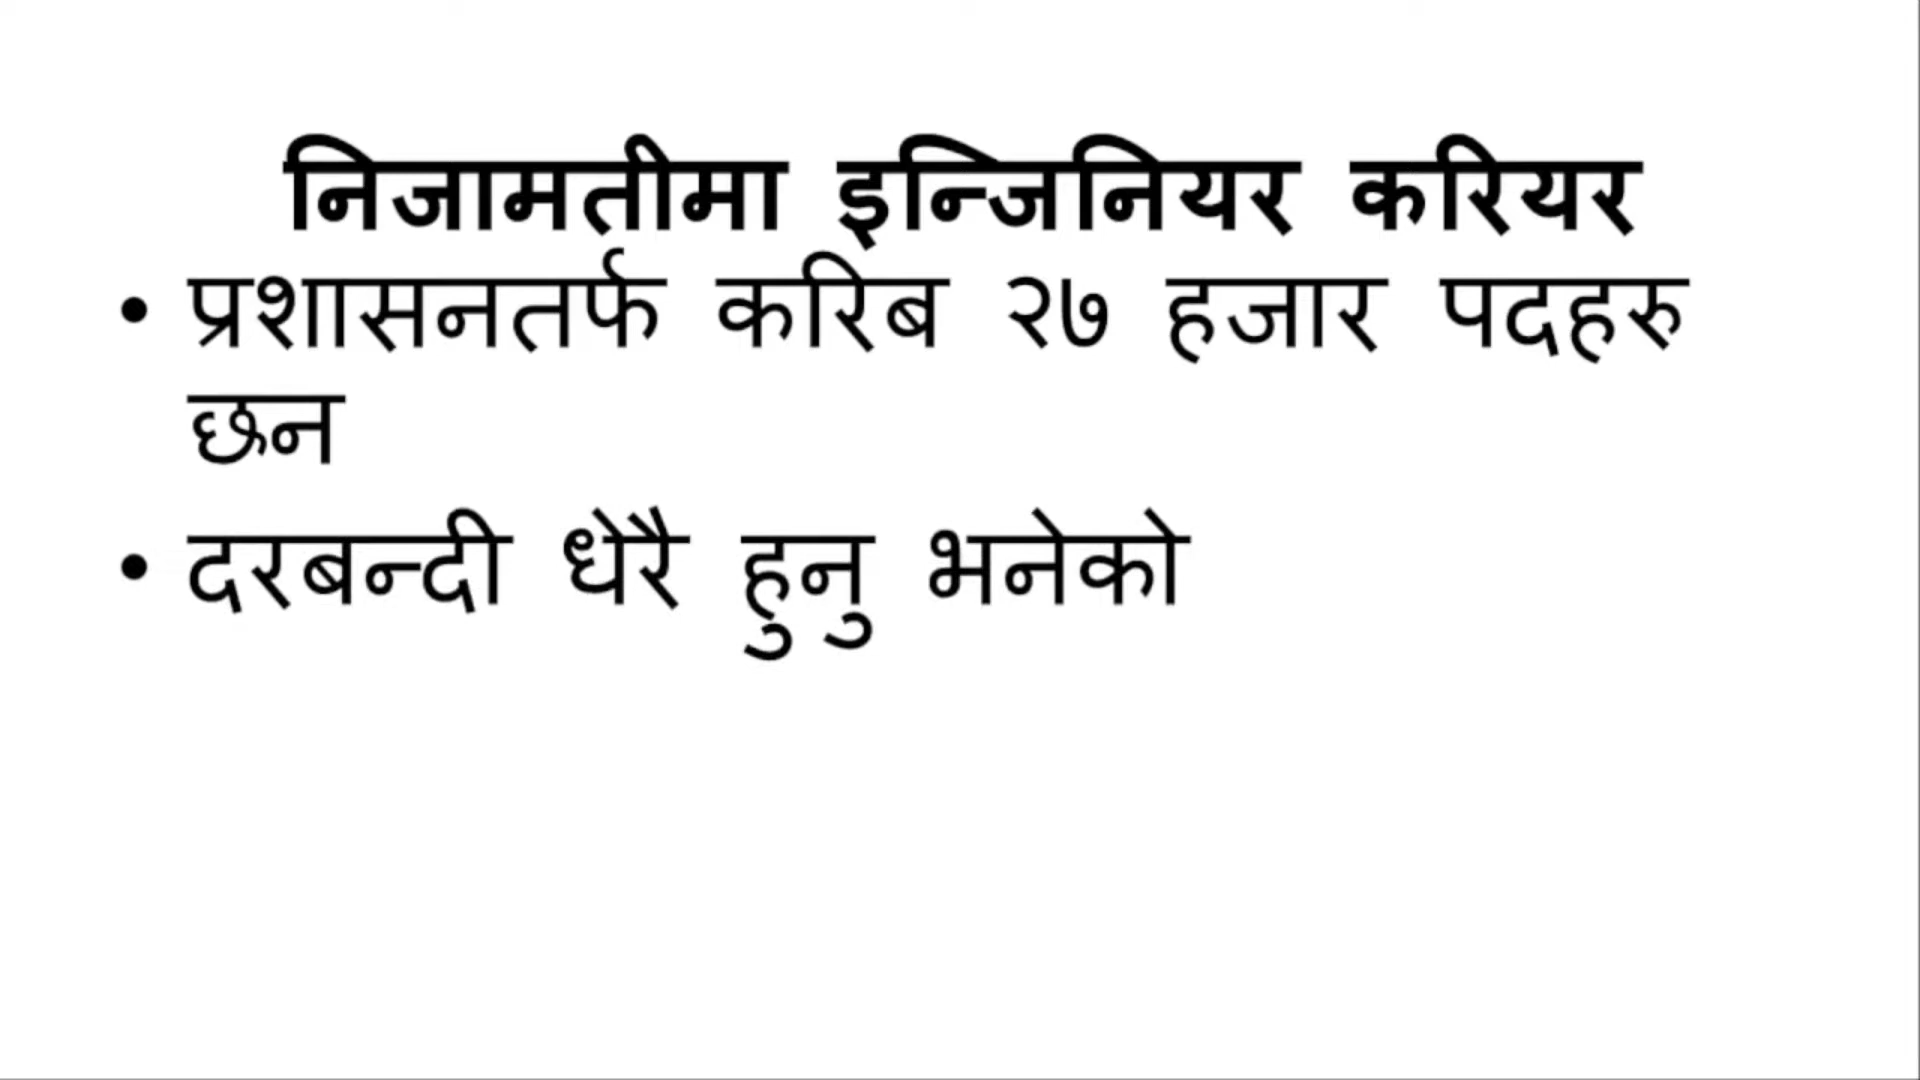 निजामतीमा इन्जिनियर करियर
• प्रशासनतर्फ करिब २७ हजार पदहरु
छन
• दरबन्दी धेरै हुनु भनेको